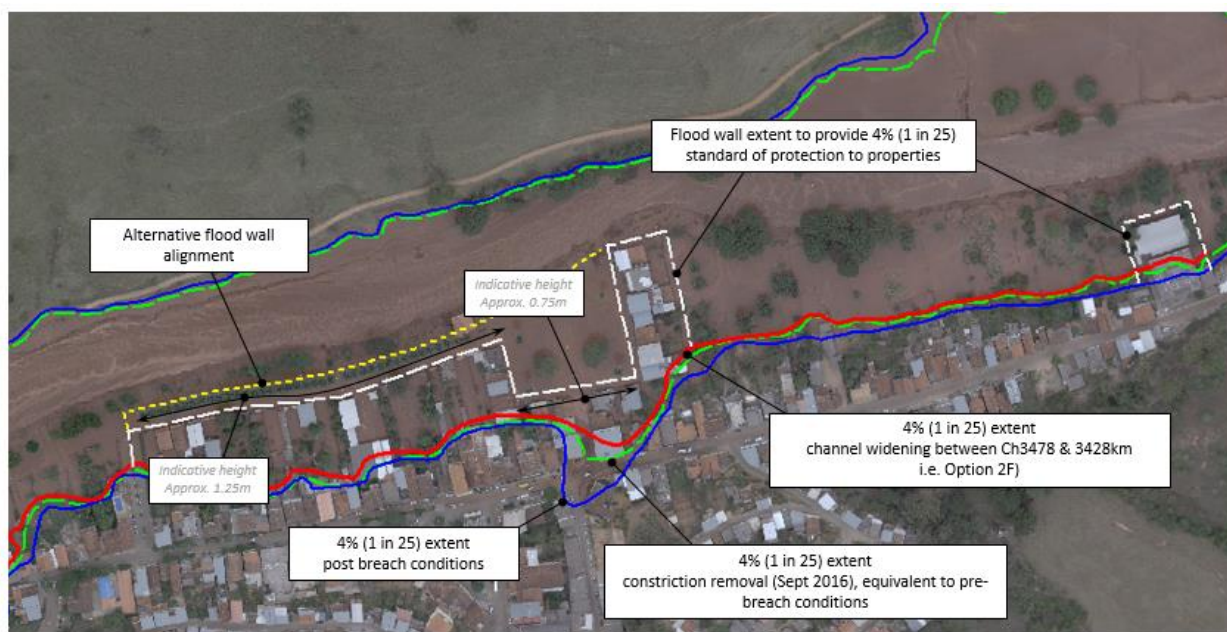 Flood wall extent to provide 4% (1 in 25)
standard of protection to properties
Alternative flood wall
alignment
Indicative height
Approx. 0.75m
Indicative height
Approx. 1.25m
4% (1 in 25) extent
channel widening between Ch3478 & 3428km
i.e. Option 2F)
4% (1 in 25) extent
post breach conditions
4% (1 in 25) extent
constriction removal (Sept 2016), equivalent to pre-
breach conditions